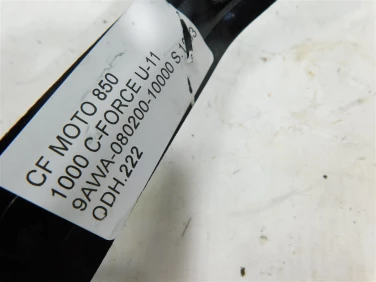 CF MOTO 850
1000 C-FORCE U-11
9AWA-080200-10000
ODH.222